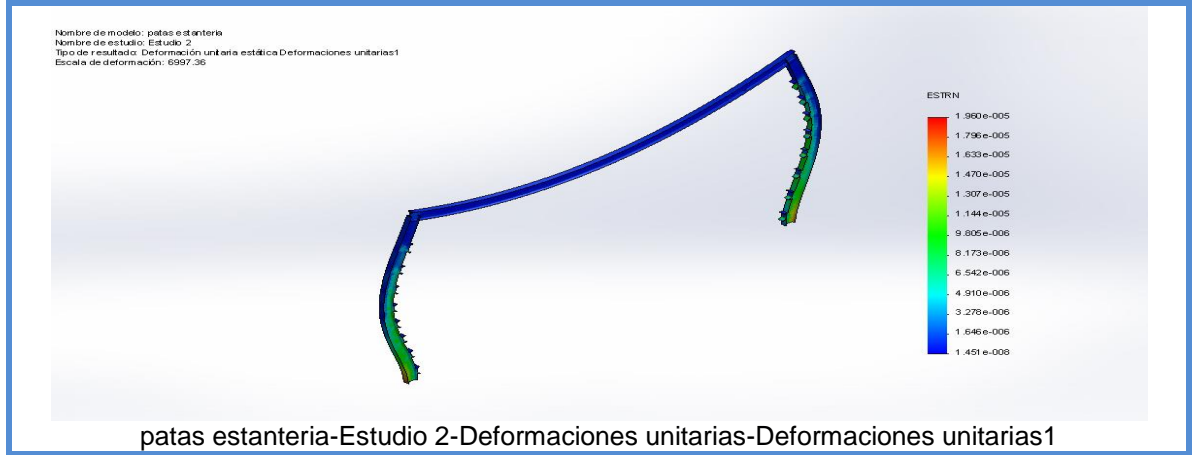 Nombre de modelo: patas estanteria
Nombre de estudio: Estudio 2
Tipo de resultado: Deformación unitaria estática Deformaciones unitarias1
Escala de deformación: 6997.36
ESTRN
1.960e-005
1.796e-005
1.633e-005
1.470e-005
1.307e-005
1.144e-005
9.805e-006
8.173e-006
6.542e-006
4.910e-006
3.278e-006
1.646e-006
1.451e-008
patas estanteria-Estudio 2-Deformaciones unitarias-Deformaciones unitarias1